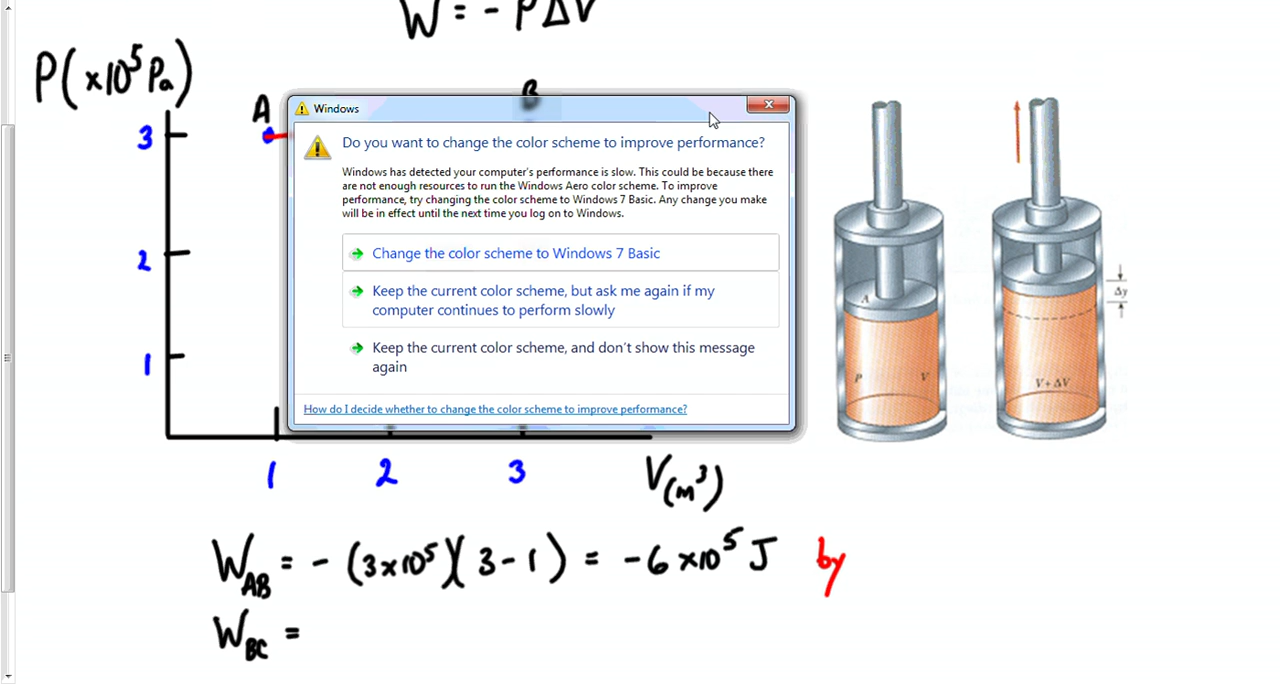 W = - PΔV
P(×10⁵ Pa)
A
B
3
2
1
Windows
Do you want to change the color scheme to improve performance?
Windows has detected your computer's performance is slow. This could be because there
are not enough resources to run the Windows Aero color scheme. To improve
performance, try changing the color scheme to Windows 7 Basic. Any change you make
will be in effect until the next time you log on to Windows.
Change the color scheme to Windows 7 Basic
Keep the current color scheme, but ask me again if my
computer continues to perform slowly
Keep the current color scheme, and don't show this message
again
How do I decide whether to change the color scheme to improve performance?
A
P
V
Δy
V + ΔV
1
2
3
V(m³)
W_AB = - (3×10⁵)(3-1) = -6×10⁵ J by
W_BC =